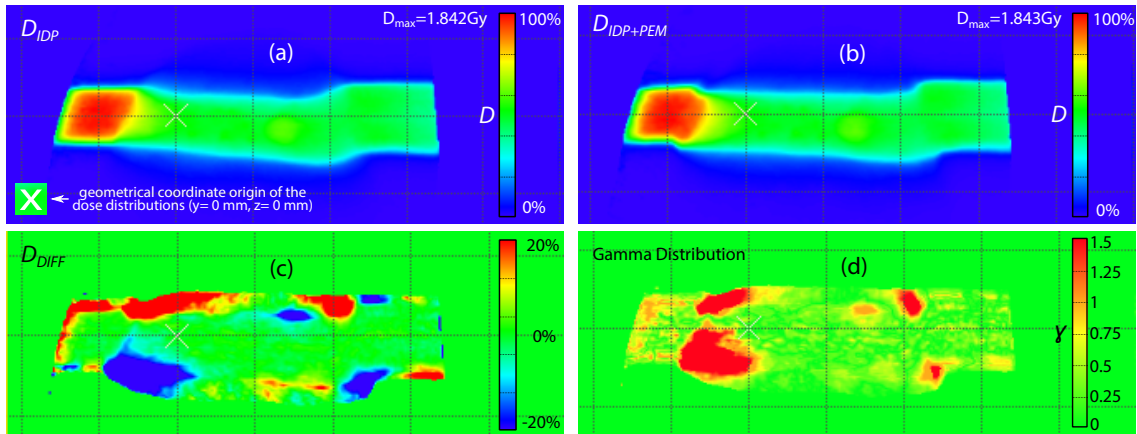 D_IDP
(a)
D_max=1.842Gy
100%
D
0%
X
geometrical coordinate origin of the
dose distributions (y= 0 mm, z= 0 mm)
D_IDP+PEM
(b)
D_max=1.843Gy
100%
D
0%
D_DIFF
(c)
20%
0%
-20%
Gamma Distribution
(d)
1.5
1.25
1
0.75
0.5
0.25
0
γ